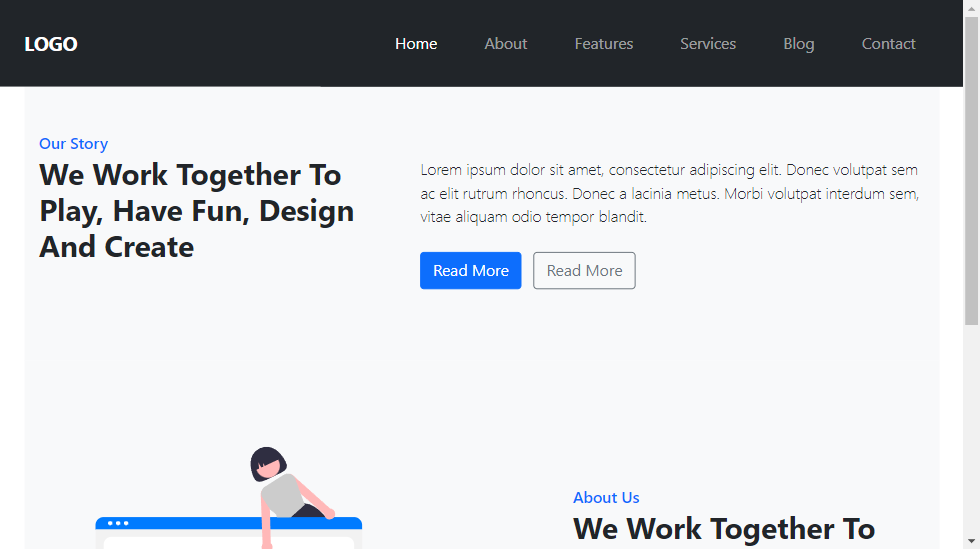 LOGO
Home About Features Services Blog Contact
Our Story
We Work Together To
Play, Have Fun, Design
And Create
Lorem ipsum dolor sit amet, consectetur adipiscing elit. Donec volutpat sem
ac elit rutrum rhoncus. Donec a lacinia metus. Morbi volutpat interdum sem,
vitae aliquam odio tempor blandit.
Read More Read More
About Us
We Work Together To